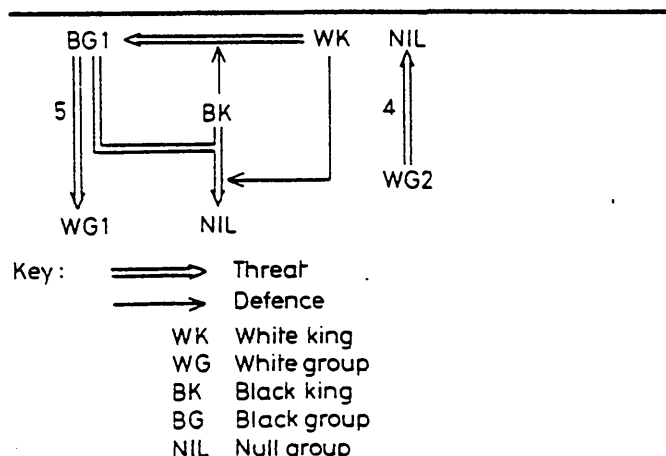 BG1 WK NIL
5 BK 4
WG2
WG1 NIL
Key: Threat
Defence
WK White king
WG White group
BK Black king
BG Black group
NIL Null group